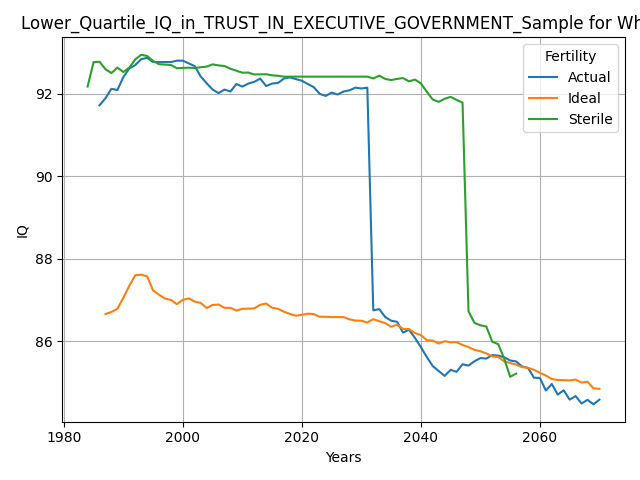 Lower_Quartile_IQ_in_TRUST_IN_EXECUTIVE_GOVERNMENT_Sample for Wh
Fertility
Actual
Ideal
Sterile
IQ
92
90
88
86
1980
2000
2020
2040
2060
Years